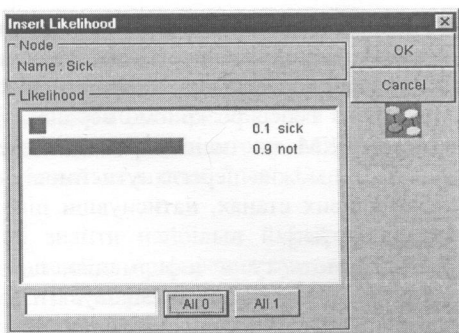 Insert Likelihood
Node
Name : Sick
OK
Cancel
Likelihood
0.1 sick
0.9 not
All 0
All 1